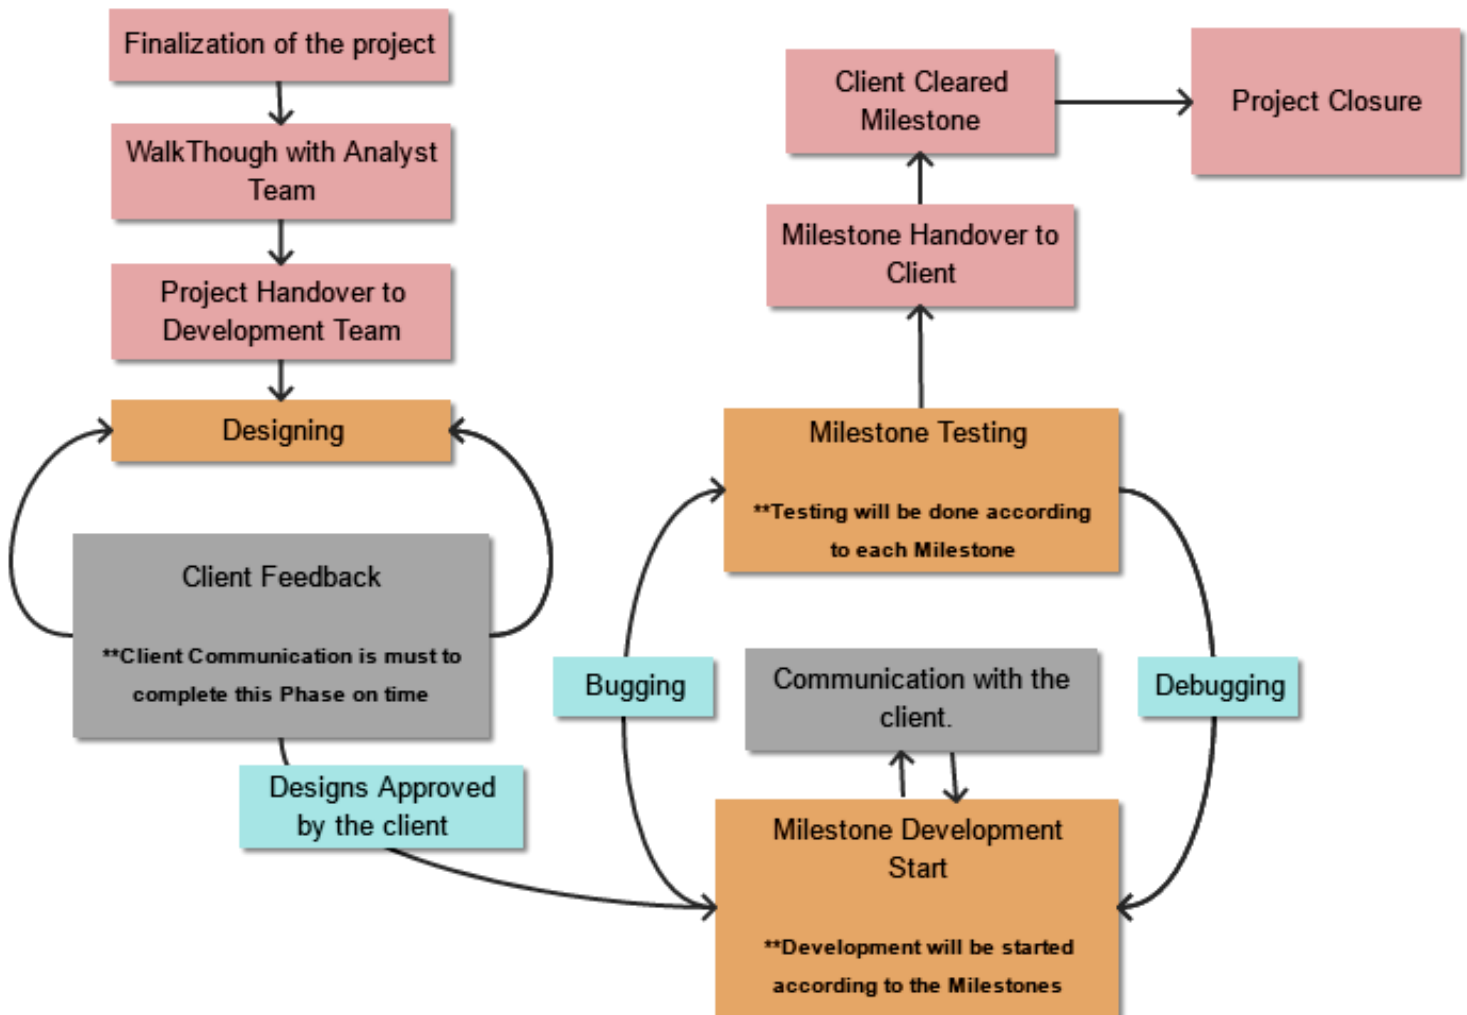 Finalization of the project
WalkThough with Analyst
Team
Project Handover to
Development Team
Designing
Client Feedback
**Client Communication is must to
complete this Phase on time
Designs Approved
by the client
Client Cleared
Milestone
Project Closure
Milestone Handover to
Client
Milestone Testing
**Testing will be done according
to each Milestone
Bugging
Communication with the
client.
Debugging
Milestone Development
Start
**Development will be started
according to the Milestones